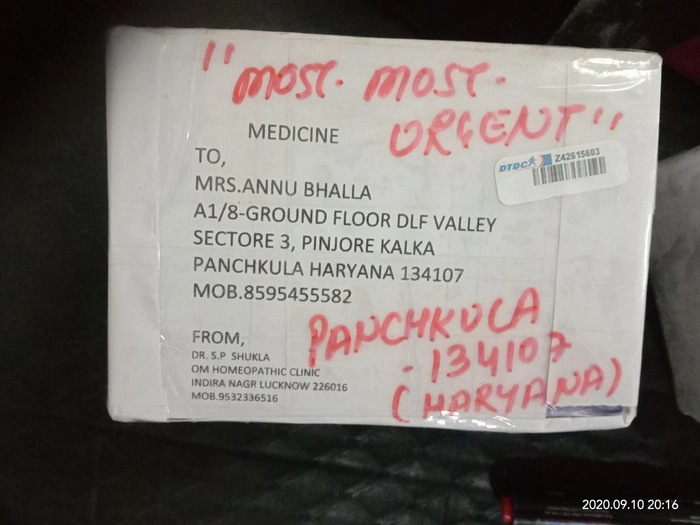 "MOST. MOST.
URGENT"
MEDICINE
DTDC Z42615603
TO,
MRS.ANNU BHALLA
A1/8-GROUND FLOOR DLF VALLEY
SECTORE 3, PINJORE KALKA
PANCHKULA HARYANA 134107
MOB.8595455582
PANCHKULA
-134107
(HARYANA)
FROM,
DR. S.P SHUKLA
OM HOMEOPATHIC CLINIC
INDIRA NAGR LUCKNOW 226016
MOB.9532336516
2020.09.10 20:16